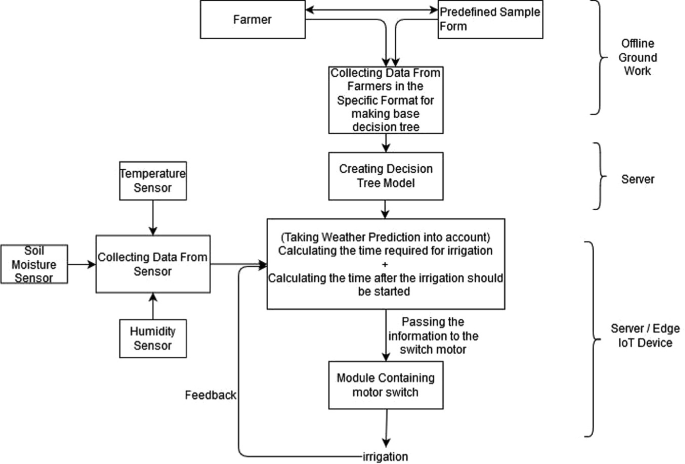 Farmer
Predefined Sample
Form
Offline
Ground
Work
Collecting Data From
Farmers in the
Specific Format for
making base
decision tree
Creating Decision
Tree Model
Server
Temperature
Sensor
Soil
Moisture
Sensor
Collecting Data From
Sensor
Humidity
Sensor
(Taking Weather Prediction into account)
Calculating the time required for irrigation
+
Calculating the time after the irrigation should
be started
Passing the
information to the
switch motor
Server / Edge
IoT Device
Module Containing
motor switch
Feedback
irrigation